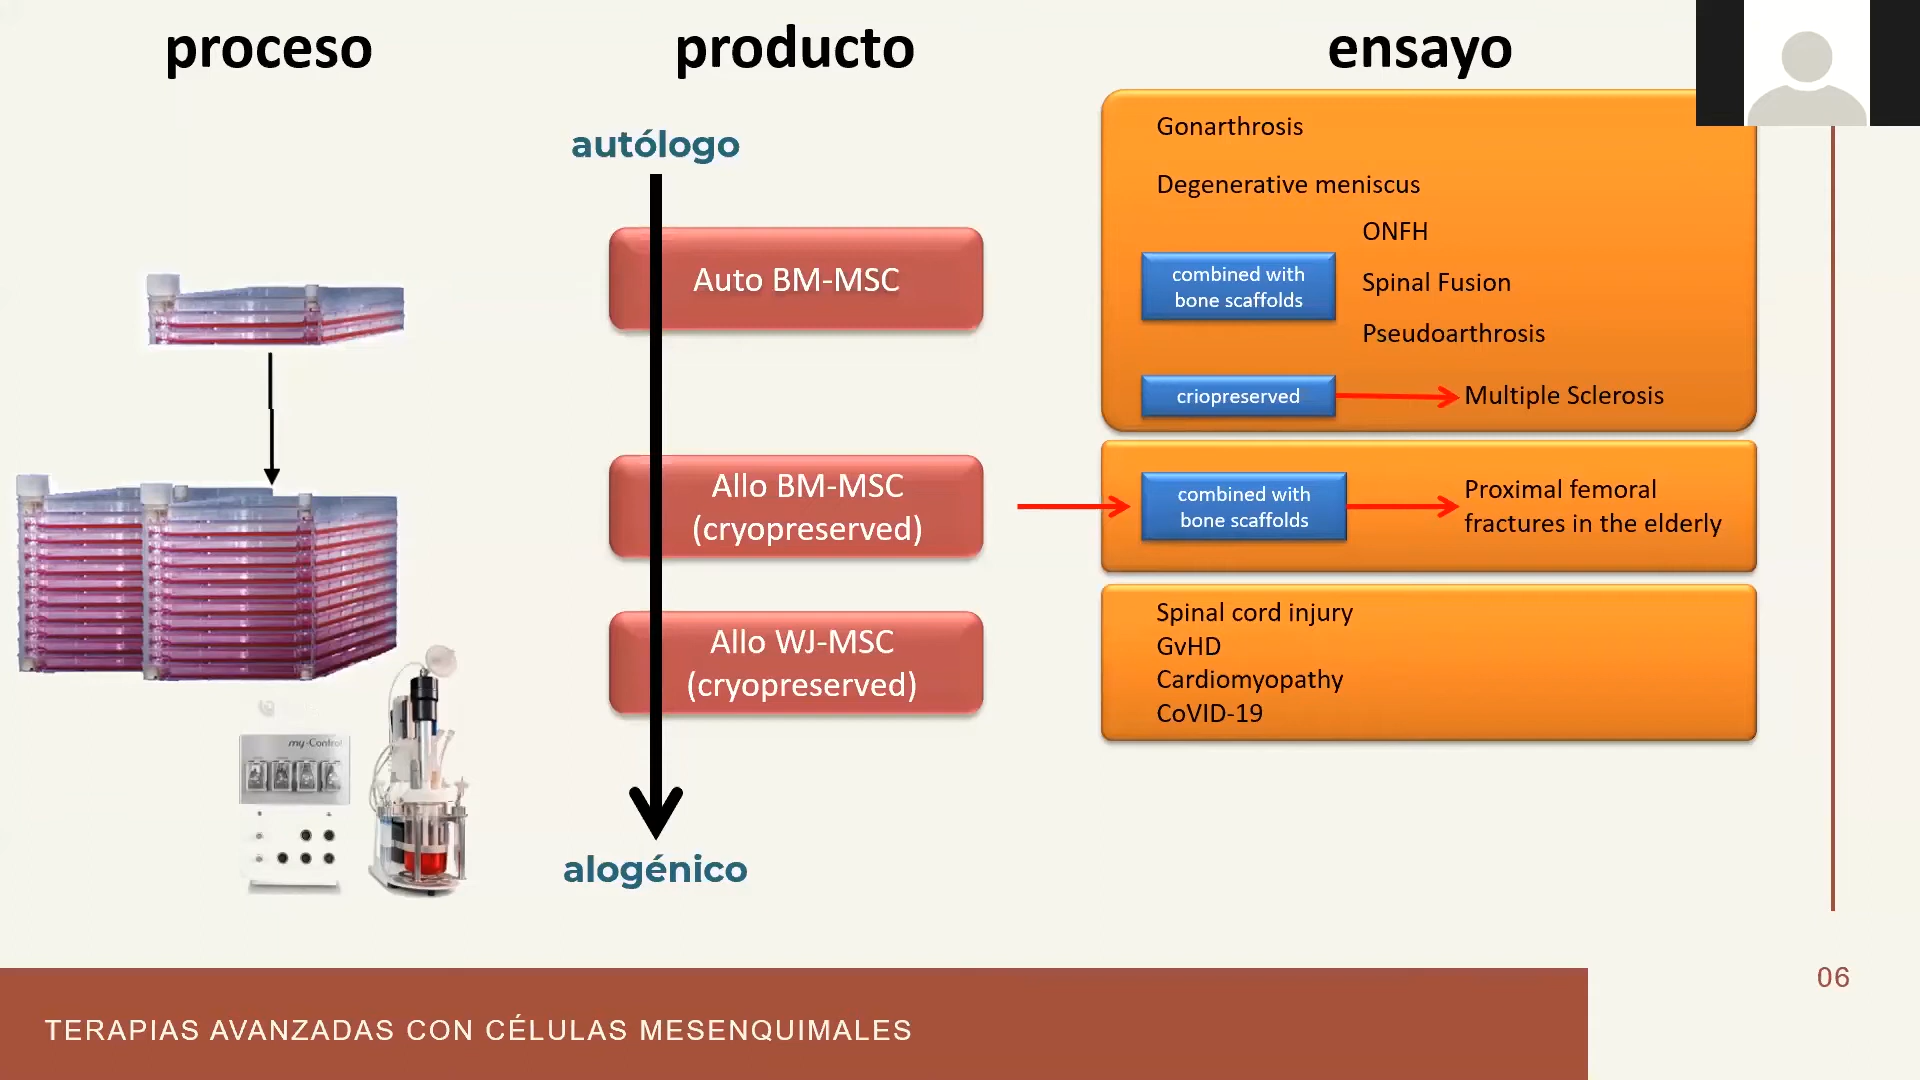 proceso
producto
ensayo
autólogo
Auto BM-MSC
Allo BM-MSC
(cryopreserved)
Allo WJ-MSC
(cryopreserved)
alogénico
my-Control
Gonarthrosis
Degenerative meniscus
ONFH
combined with
bone scaffolds
Spinal Fusion
Pseudoarthrosis
criopreserved
Multiple Sclerosis
combined with
bone scaffolds
Proximal femoral
fractures in the elderly
Spinal cord injury
GvHD
Cardiomyopathy
CoVID-19
06
TERAPIAS AVANZADAS CON CÉLULAS MESENQUIMALES